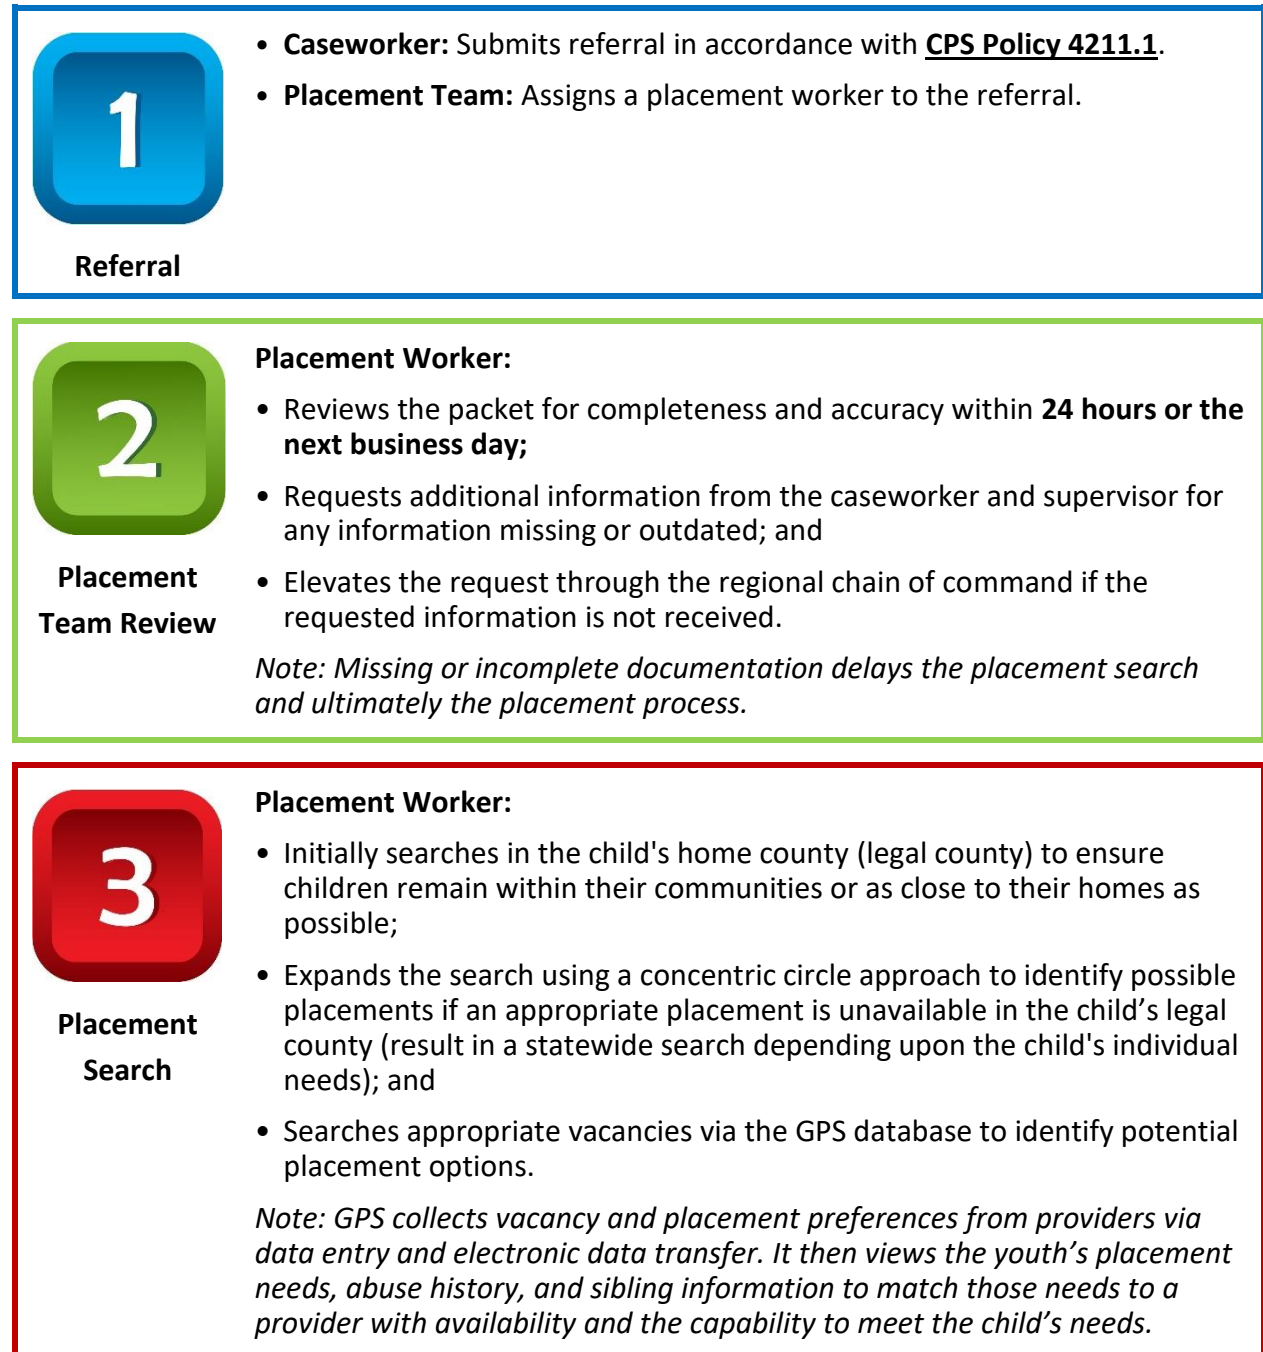 1
Referral
• Caseworker: Submits referral in accordance with CPS Policy 4211.1.
• Placement Team: Assigns a placement worker to the referral.
2
Placement
Team Review
Placement Worker:
• Reviews the packet for completeness and accuracy within 24 hours or the
next business day;
• Requests additional information from the caseworker and supervisor for
any information missing or outdated; and
• Elevates the request through the regional chain of command if the
requested information is not received.
Note: Missing or incomplete documentation delays the placement search
and ultimately the placement process.
3
Placement
Search
Placement Worker:
• Initially searches in the child's home county (legal county) to ensure
children remain within their communities or as close to their homes as
possible;
• Expands the search using a concentric circle approach to identify possible
placements if an appropriate placement is unavailable in the child’s legal
county (result in a statewide search depending upon the child's individual
needs); and
• Searches appropriate vacancies via the GPS database to identify potential
placement options.
Note: GPS collects vacancy and placement preferences from providers via
data entry and electronic data transfer. It then views the youth’s placement
needs, abuse history, and sibling information to match those needs to a
provider with availability and the capability to meet the child’s needs.